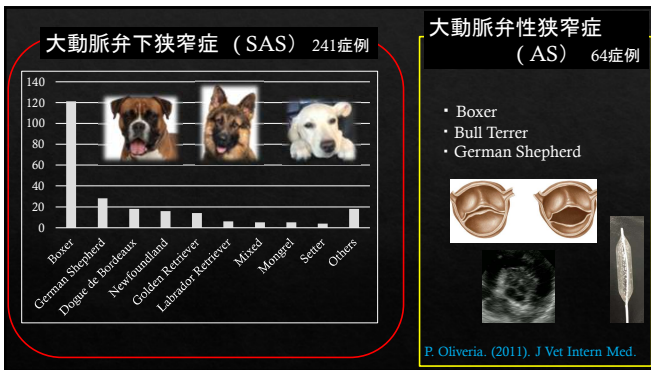 大動脈弁下狭窄症 (SAS) 241症例
140
120
100
80
60
40
20
0
Boxer
German Shepherd
Dogue de Bordeaux
Newfoundland
Golden Retriever
Labrador Retriever
Mixed
Mongrel
Setter
Others
大動脈弁性狭窄症
(AS) 64症例
・Boxer
・Bull Terrer
・German Shepherd
P. Oliveria. (2011). J Vet Intern Med.